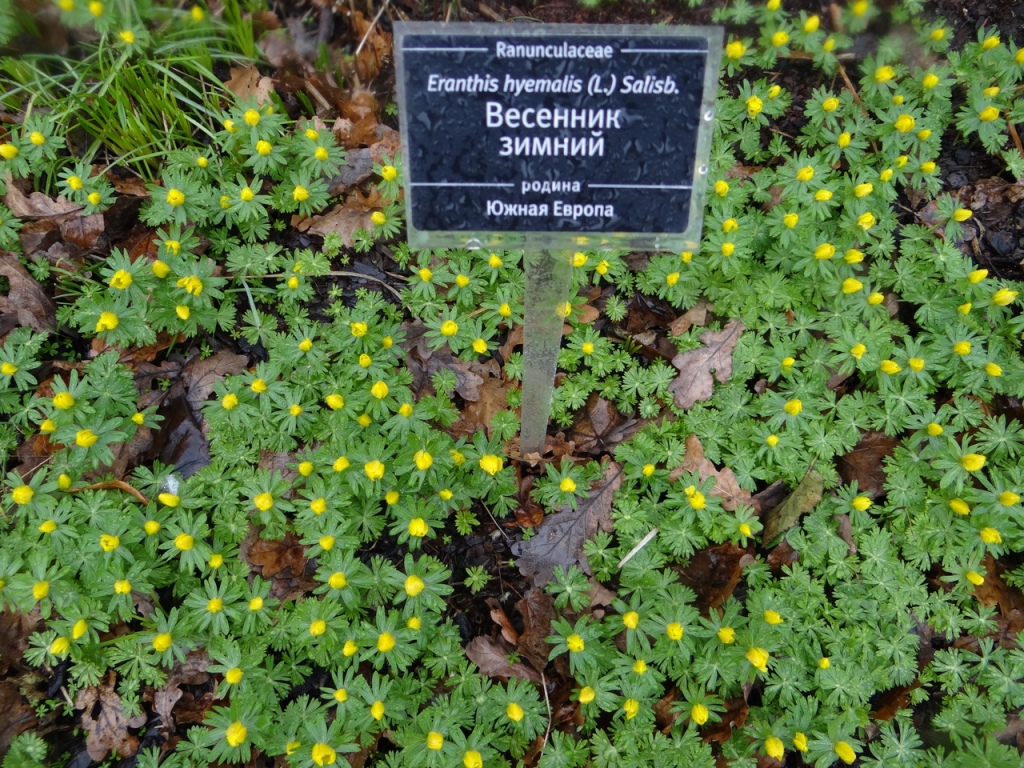 Ranunculaceae
Eranthis hyemalis (L.) Salisb.
Весенник
зимний
родина
Южная Европа